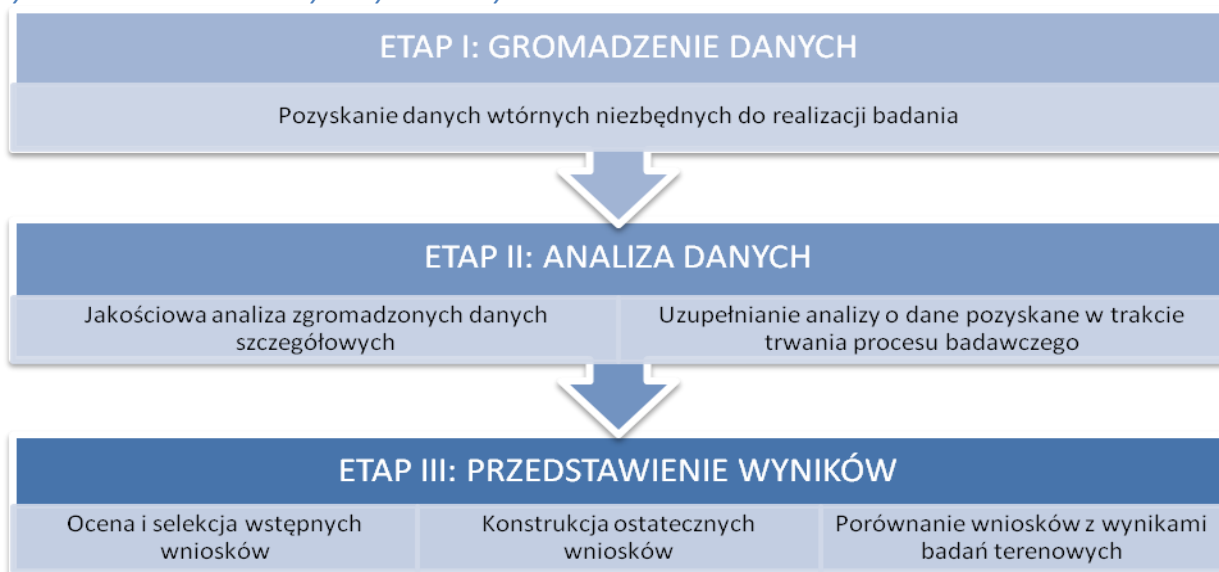 ETAP I: GROMADZENIE DANYCH
Pozyskanie danych wtórnych niezbędnych do realizacji badania
ETAP II: ANALIZA DANYCH
Jakościowa analiza zgromadzonych danych
szczegółowych
Uzupełnianie analizy o dane pozyskane w trakcie
trwania procesu badawczego
ETAP III: PRZEDSTAWIENIE WYNIKÓW
Ocena i selekcja wstępnych
wniosków
Konstrukcja ostatecznych
wniosków
Porównanie wniosków z wynikami
badań terenowych